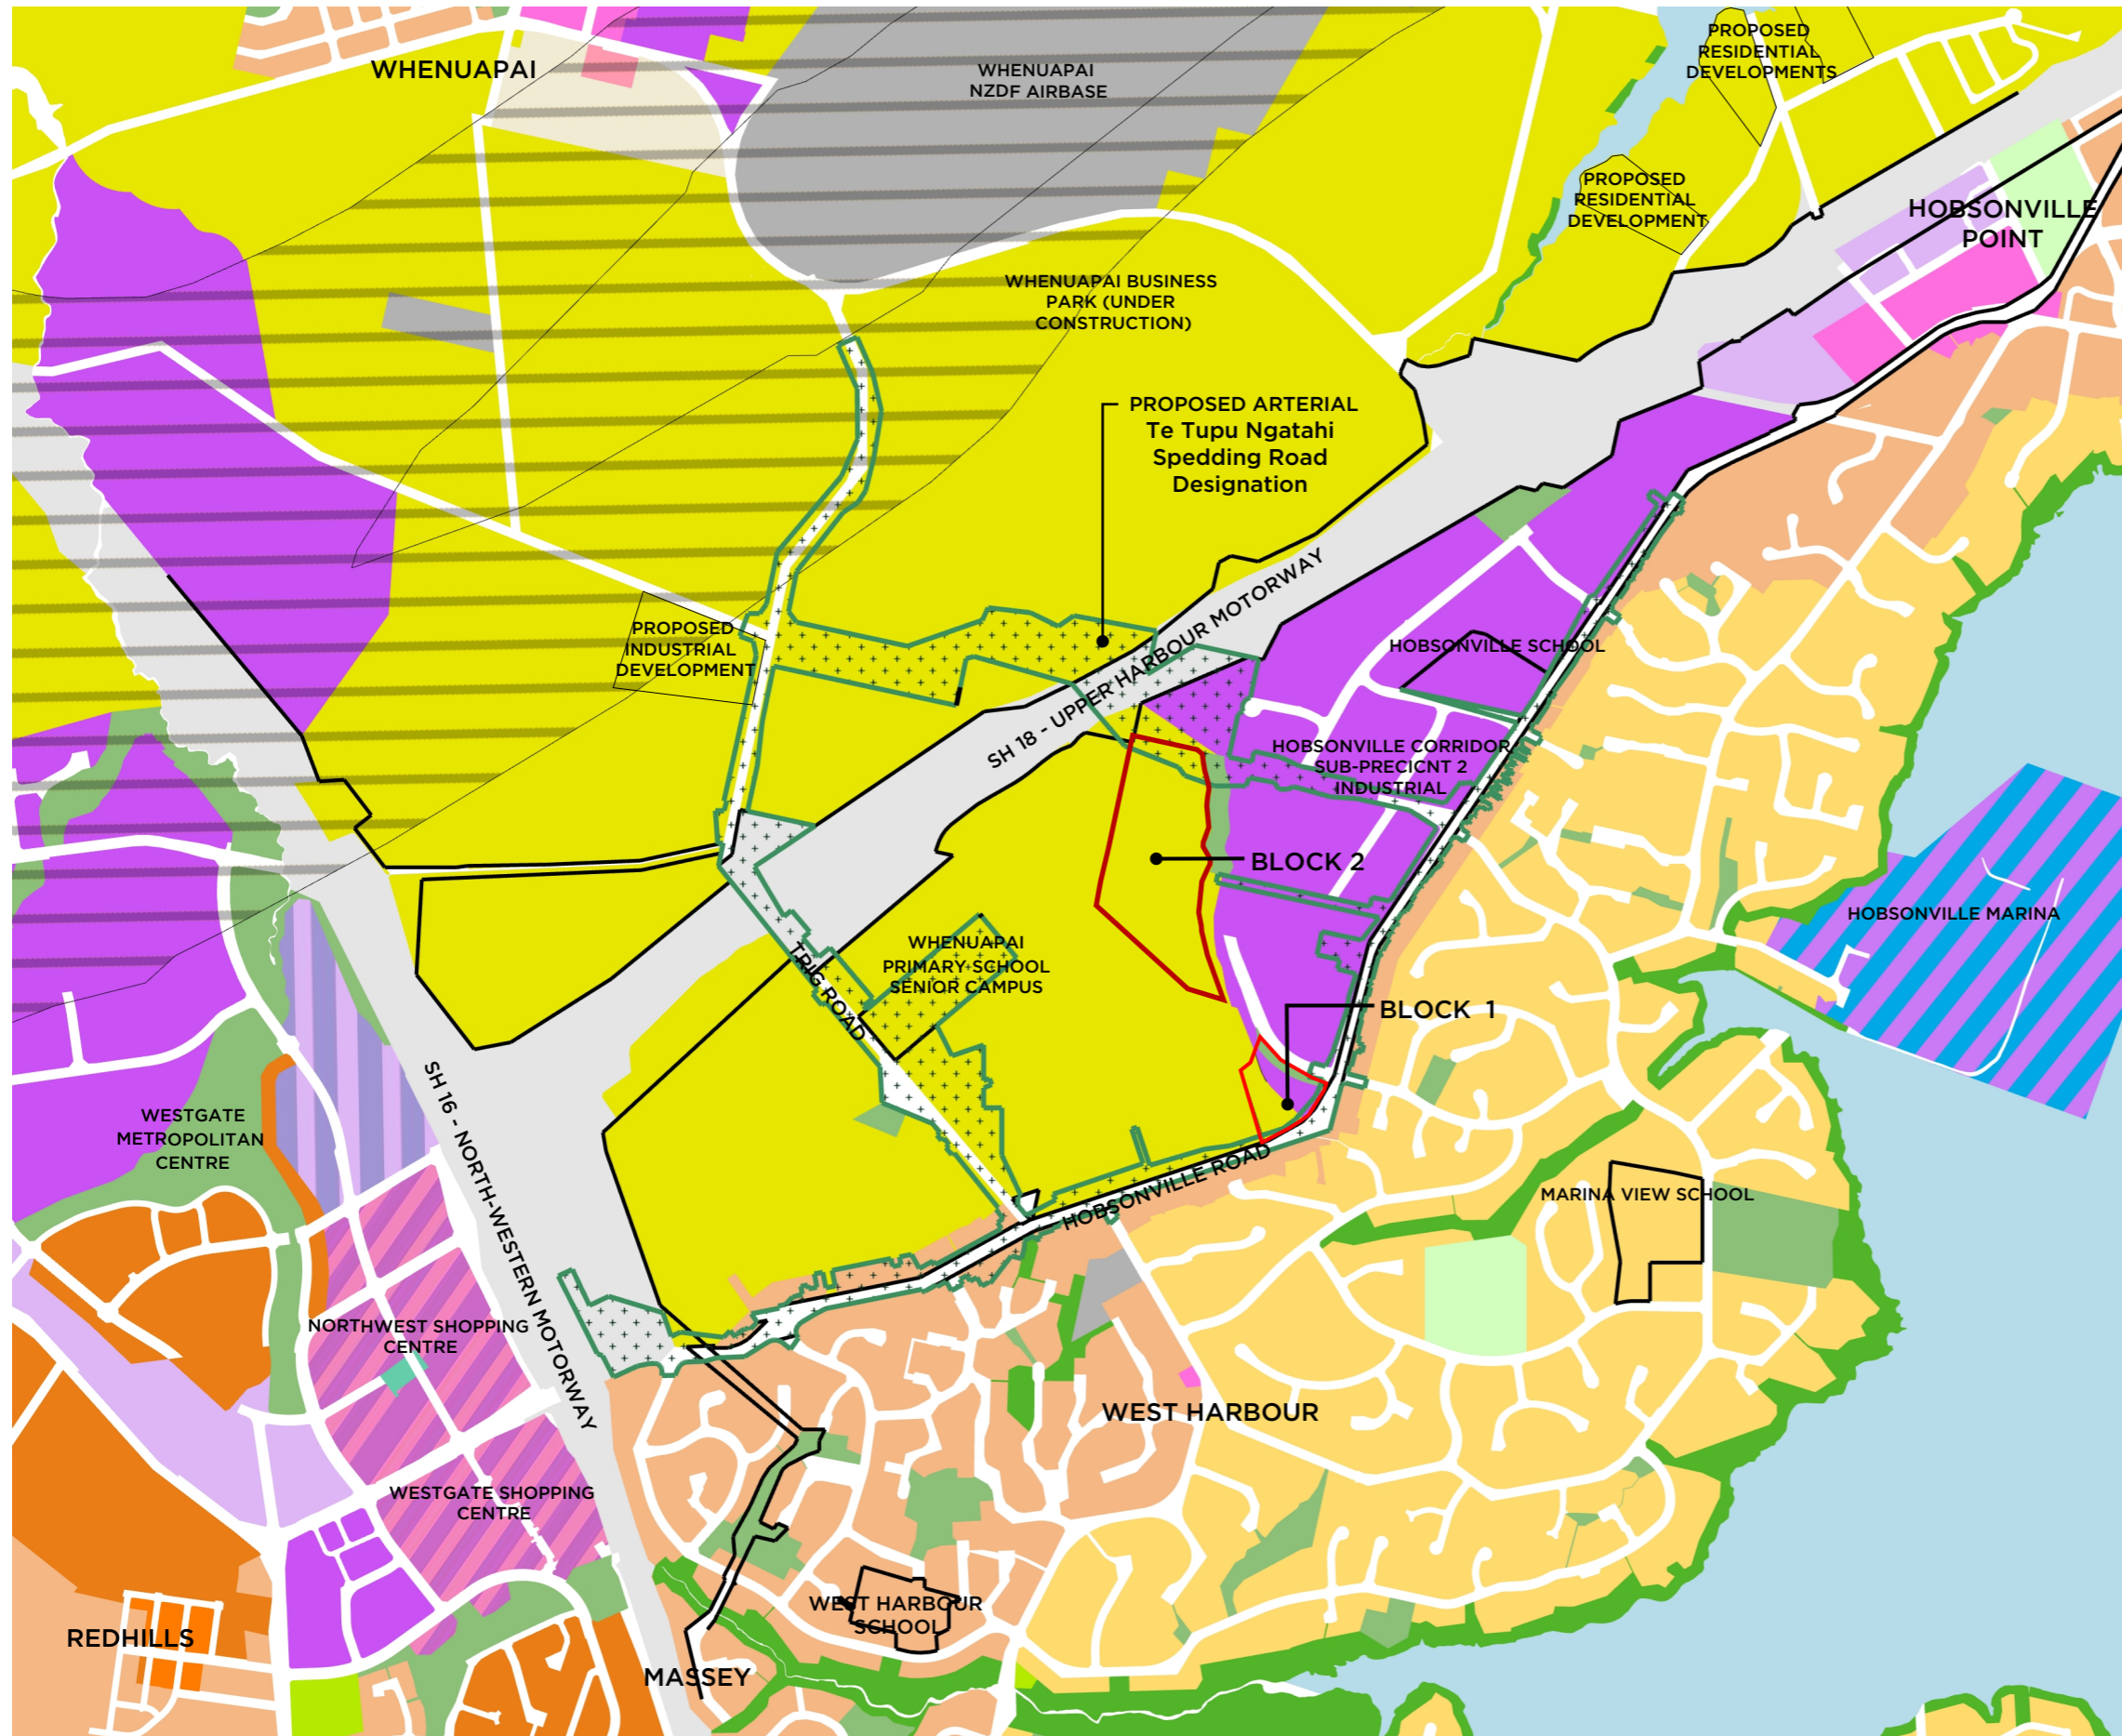 WHENUAPAI
WHENUAPAI
NZDF AIRBASE
PROPOSED
RESIDENTIAL
DEVELOPMENTS
PROPOSED
RESIDENTIAL
DEVELOPMENT
HOBSONVILLE
POINT
WHENUAPAI BUSINESS
PARK (UNDER
CONSTRUCTION)
PROPOSED ARTERIAL
Te Tupu Ngatahi
Spedding Road
Designation
SH 18 - UPPER HARBOUR MOTORWAY
PROPOSED
INDUSTRIAL
DEVELOPMENT
HOBSONVILLE SCHOOL
HOBSONVILLE CORRIDOR
SUB-PRECICNT 2
INDUSTRIAL
BLOCK 2
HOBSONVILLE MARINA
WHENUAPAI
PRIMARY SCHOOL
SENIOR CAMPUS
TRIG ROAD
BLOCK 1
SH 16 - NORTH-WESTERN MOTORWAY
WESTGATE
METROPOLITAN
CENTRE
HOBSONVILLE ROAD
MARINA VIEW SCHOOL
NORTHWEST SHOPPING
CENTRE
WEST HARBOUR
WESTGATE SHOPPING
CENTRE
WEST HARBOUR
SCHOOL
REDHILLS
MASSEY